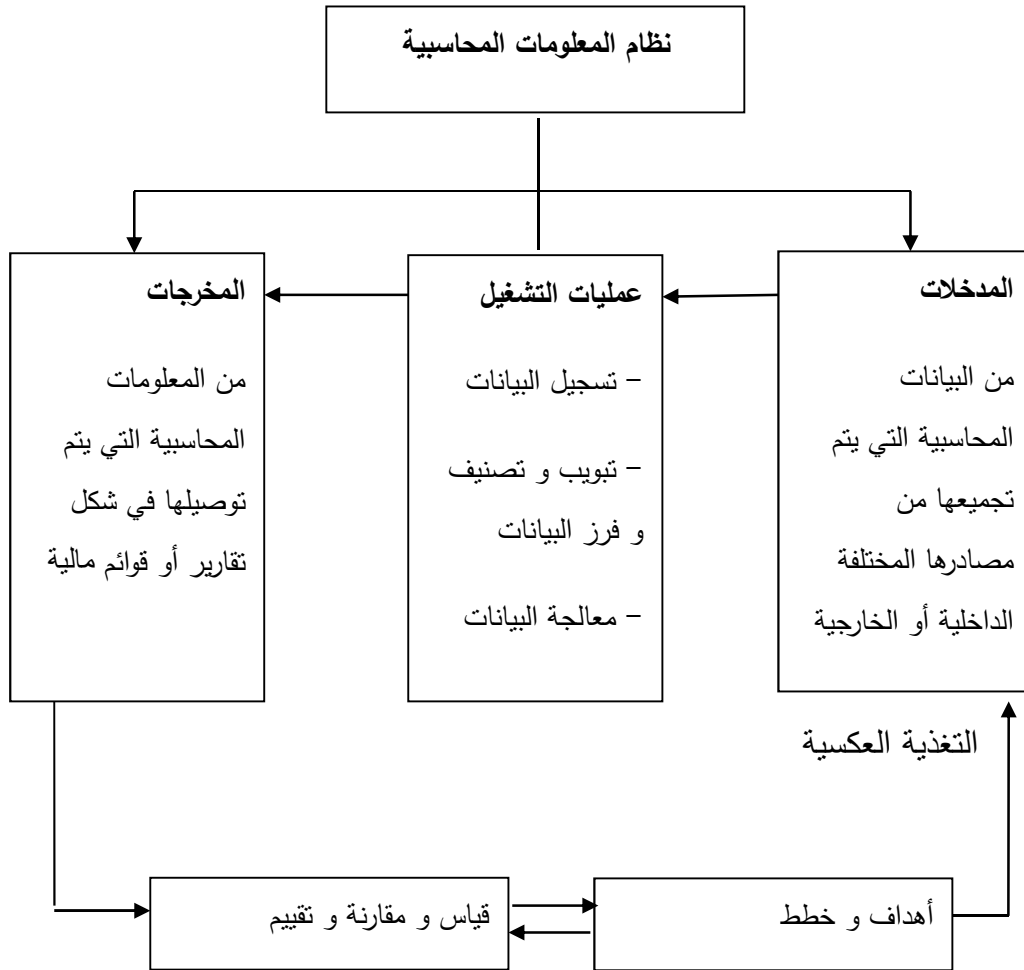 نظام المعلومات المحاسبية
المدخلات
من البيانات
المحاسبية التي يتم
تجميعها من
مصادرها المختلفة
الداخلية أو الخارجية
عمليات التشغيل
– تسجيل البيانات
– تبويب و تصنيف
و فرز البيانات
– معالجة البيانات
المخرجات
من المعلومات
المحاسبية التي يتم
توصيلها في شكل
تقارير أو قوائم مالية
التغذية العكسية
أهداف و خطط
قياس و مقارنة و تقييم